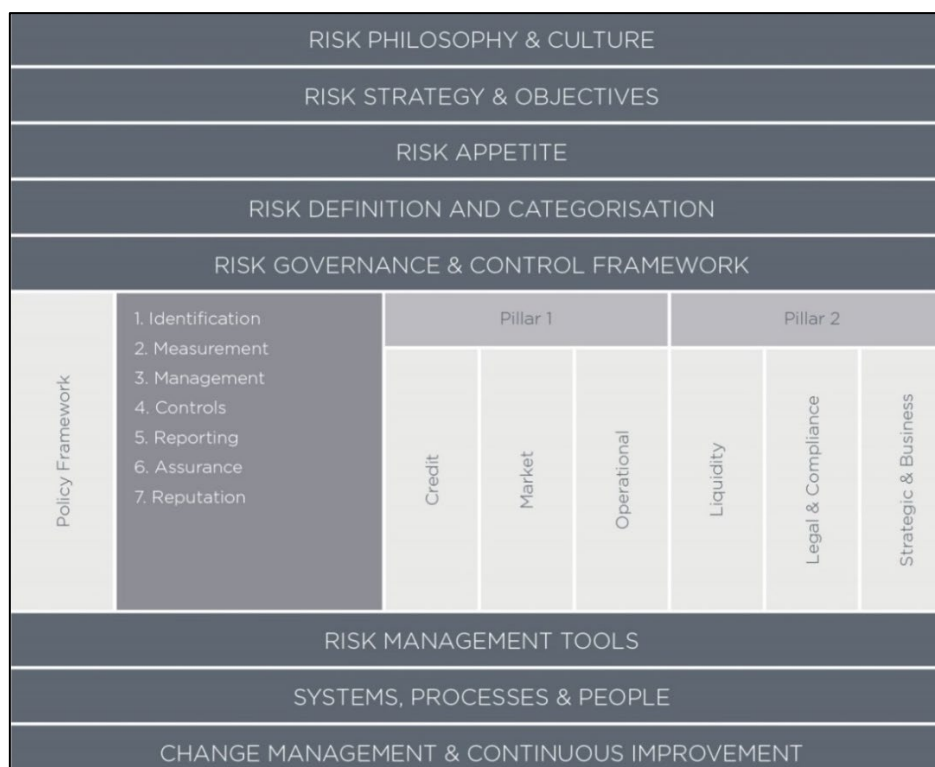 RISK PHILOSOPHY & CULTURE
RISK STRATEGY & OBJECTIVES
RISK APPETITE
RISK DEFINITION AND CATEGORISATION
RISK GOVERNANCE & CONTROL FRAMEWORK
Policy Framework
1. Identification
2. Measurement
3. Management
4. Controls
5. Reporting
6. Assurance
7. Reputation
Pillar 1
Credit
Market
Operational
Pillar 2
Liquidity
Legal & Compliance
Strategic & Business
RISK MANAGEMENT TOOLS
SYSTEMS, PROCESSES & PEOPLE
CHANGE MANAGEMENT & CONTINUOUS IMPROVEMENT